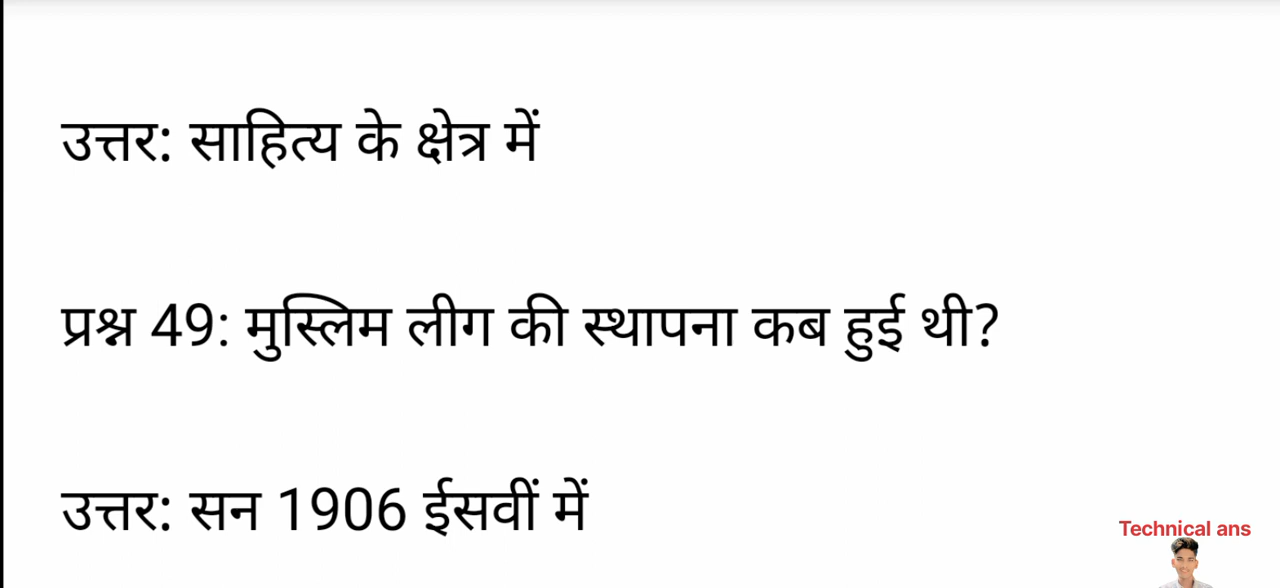 उत्तर: साहित्य के क्षेत्र में
प्रश्न 49: मुस्लिम लीग की स्थापना कब हुई थी?
उत्तर: सन 1906 ईसवीं में
Technical ans